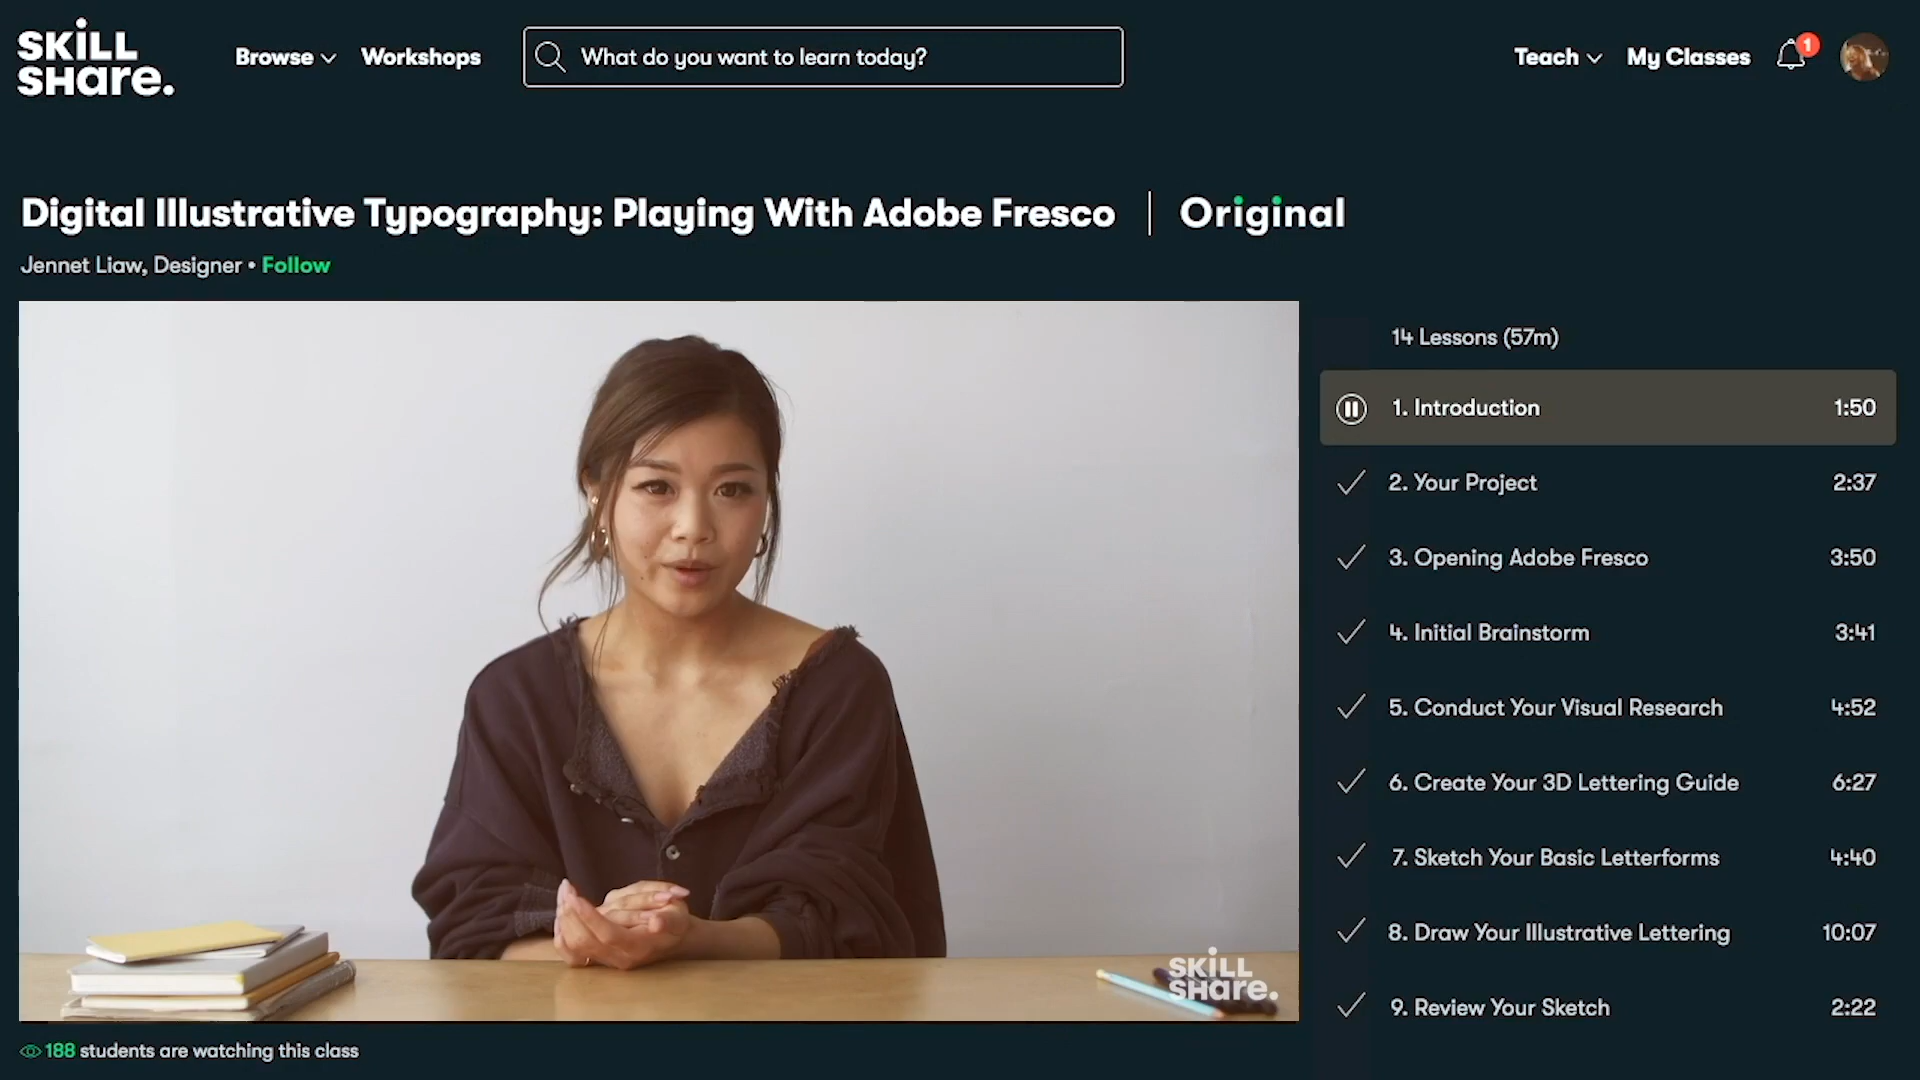 SKILL
SHare.
Browse
Workshops
What do you want to learn today?
Teach
My Classes
1
Digital Illustrative Typography: Playing With Adobe Fresco | Original
Jennet Liaw, Designer • Follow
14 Lessons (57m)
1. Introduction 1:50
2. Your Project 2:37
3. Opening Adobe Fresco 3:50
4. Initial Brainstorm 3:41
5. Conduct Your Visual Research 4:52
6. Create Your 3D Lettering Guide 6:27
7. Sketch Your Basic Letterforms 4:40
8. Draw Your Illustrative Lettering 10:07
9. Review Your Sketch 2:22
SKILL
SHare.
188 students are watching this class